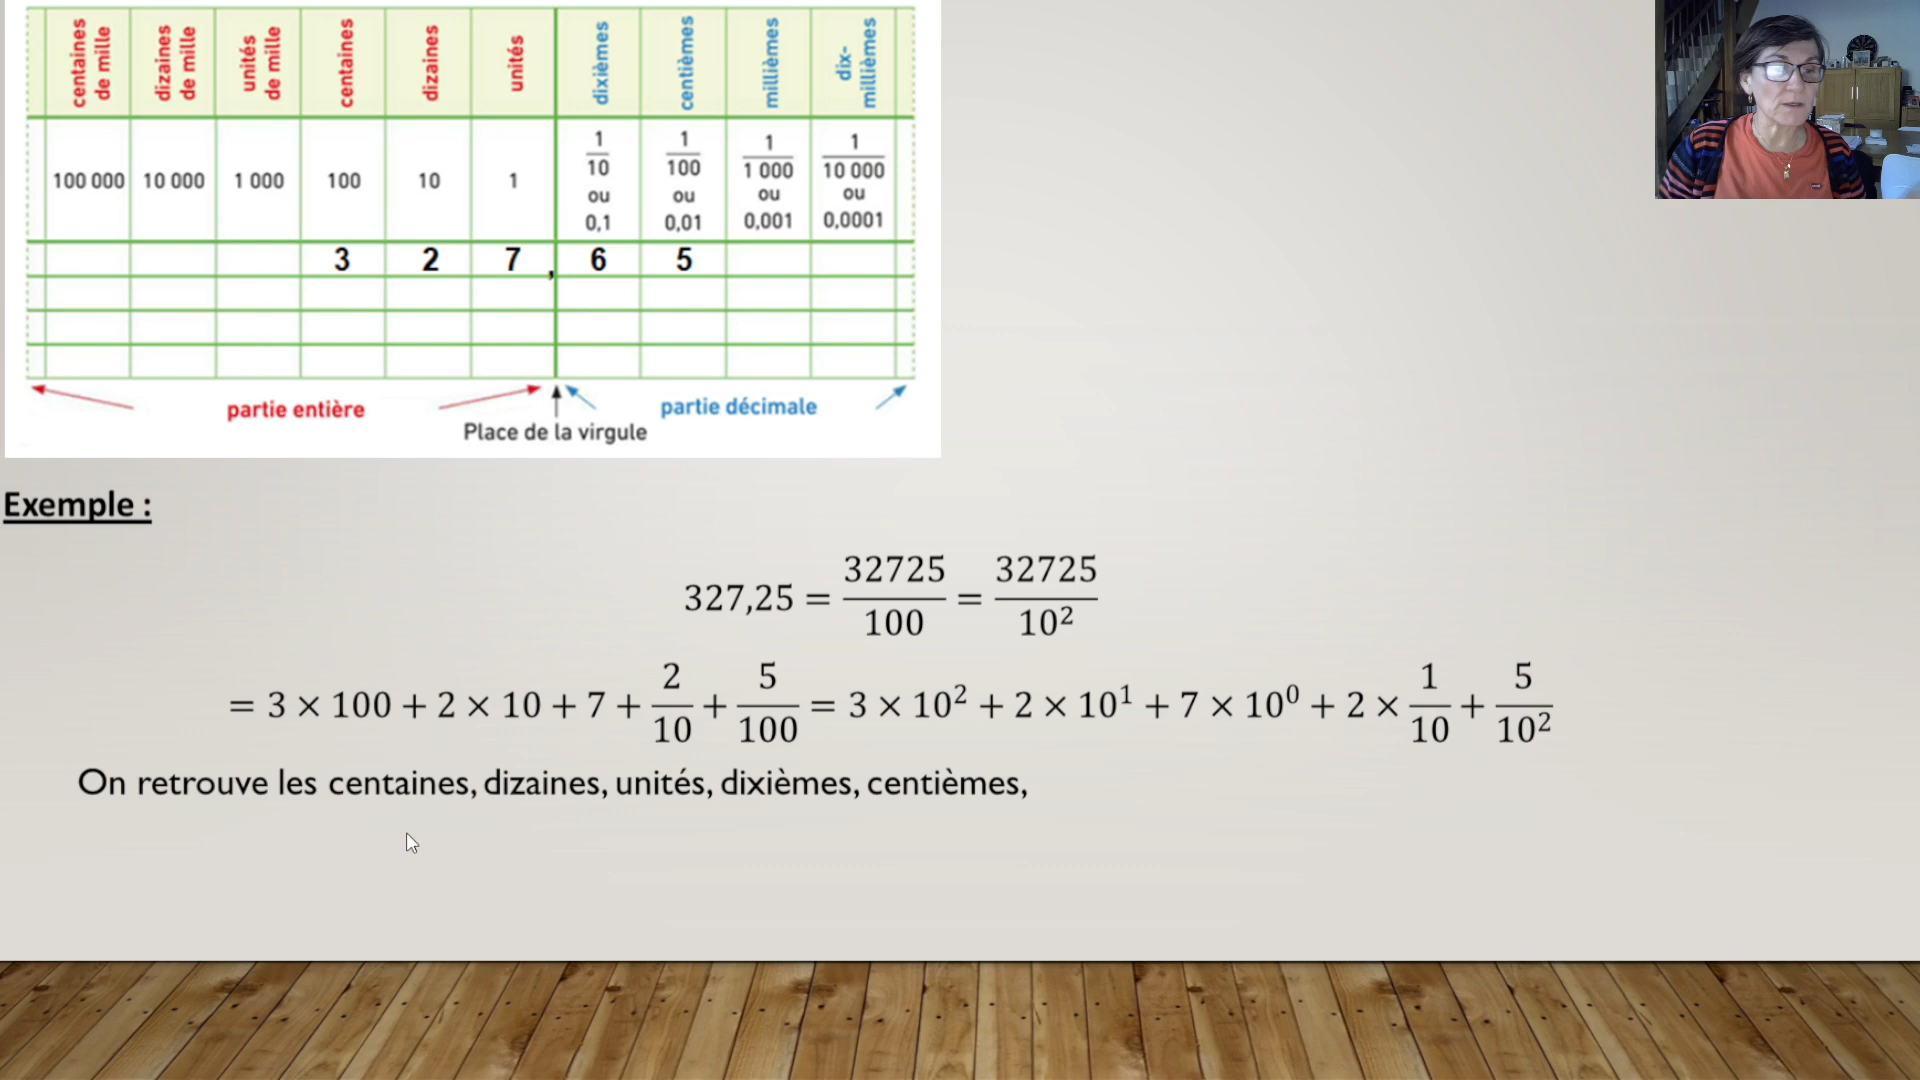 centaines de mille dizaines de mille unités de mille centaines dizaines unités dixièmes centièmes millièmes dix-millièmes
100 000 10 000 1 000 100 10 1 1/10 ou 0,1 1/100 ou 0,01 1/1 000 ou 0,001 1/10 000 ou 0,0001
3 2 7 , 6 5
partie entière partie décimale
Place de la virgule
Exemple :
327,25 = 32725/100 = 32725/10²
= 3 × 100 + 2 × 10 + 7 + 2/10 + 5/100 = 3 × 10² + 2 × 10¹ + 7 × 10⁰ + 2 × 1/10 + 5/10²
On retrouve les centaines, dizaines, unités, dixièmes, centièmes,